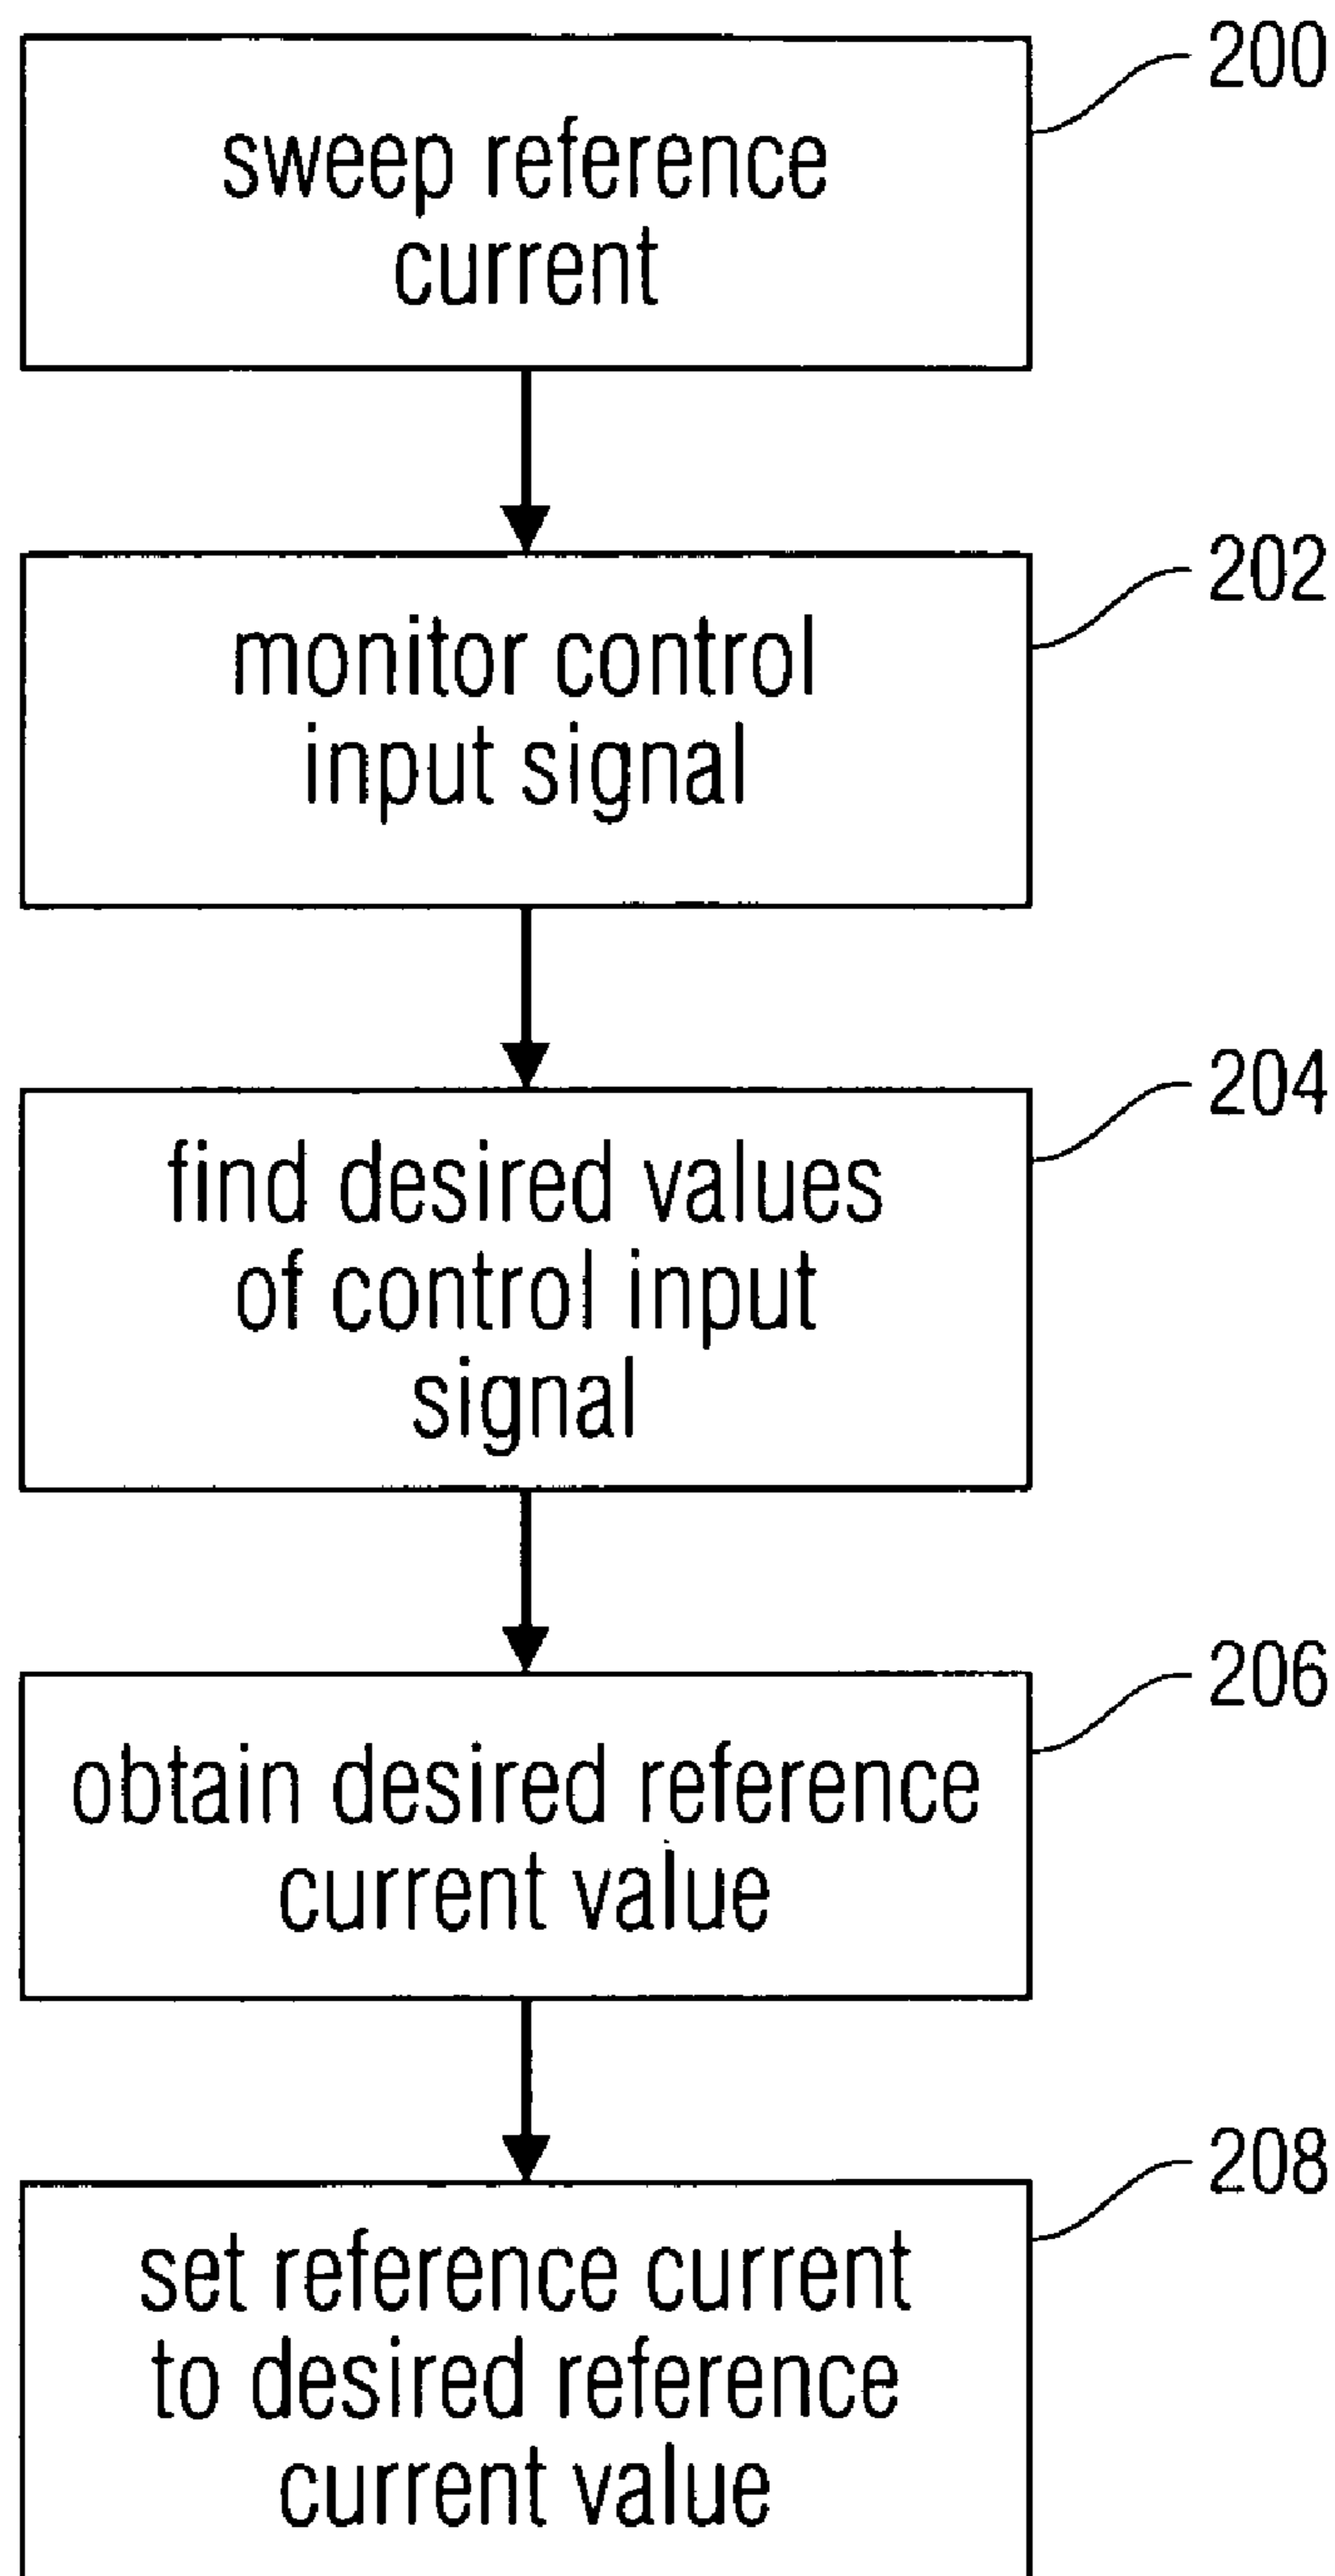 200
sweep reference
current
202
monitor control
input signal
204
find desired values
of control input
signal
206
obtain desired reference
current value
208
set reference current
to desired reference
current value